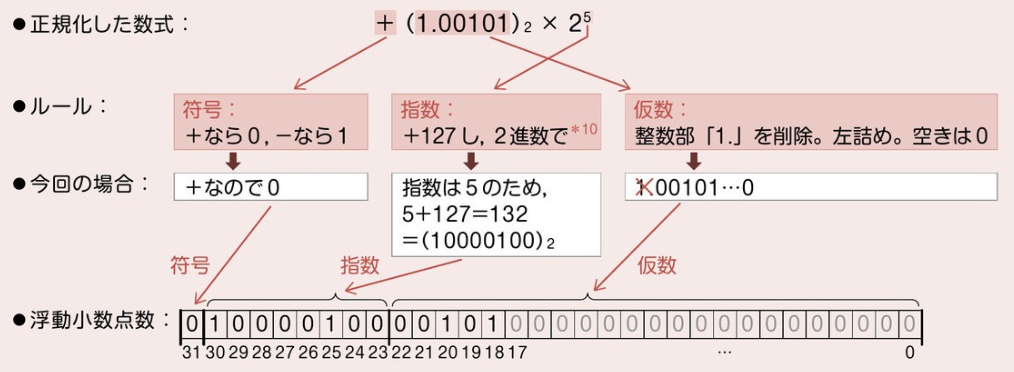 ●正規化した数式： ＋（1.00101）₂ × 2⁵
●ルール：
符号：
＋なら０，－なら１
指数：
＋127し，２進数で＊10
仮数：
整数部「1.」を削除。左詰め。空きは０
●今回の場合：
＋なので０
指数は５のため，
5＋127＝132
＝（10000100）₂
1.00101…0
符号
指数
仮数
●浮動小数点数： 0 1 0 0 0 0 1 0 0 0 0 1 0 1 0 0 0 0 0 0 0 0 0 0 0 0 0 0 0 0 0 0
31 30 29 28 27 26 25 24 23 22 21 20 19 18 17 … 0